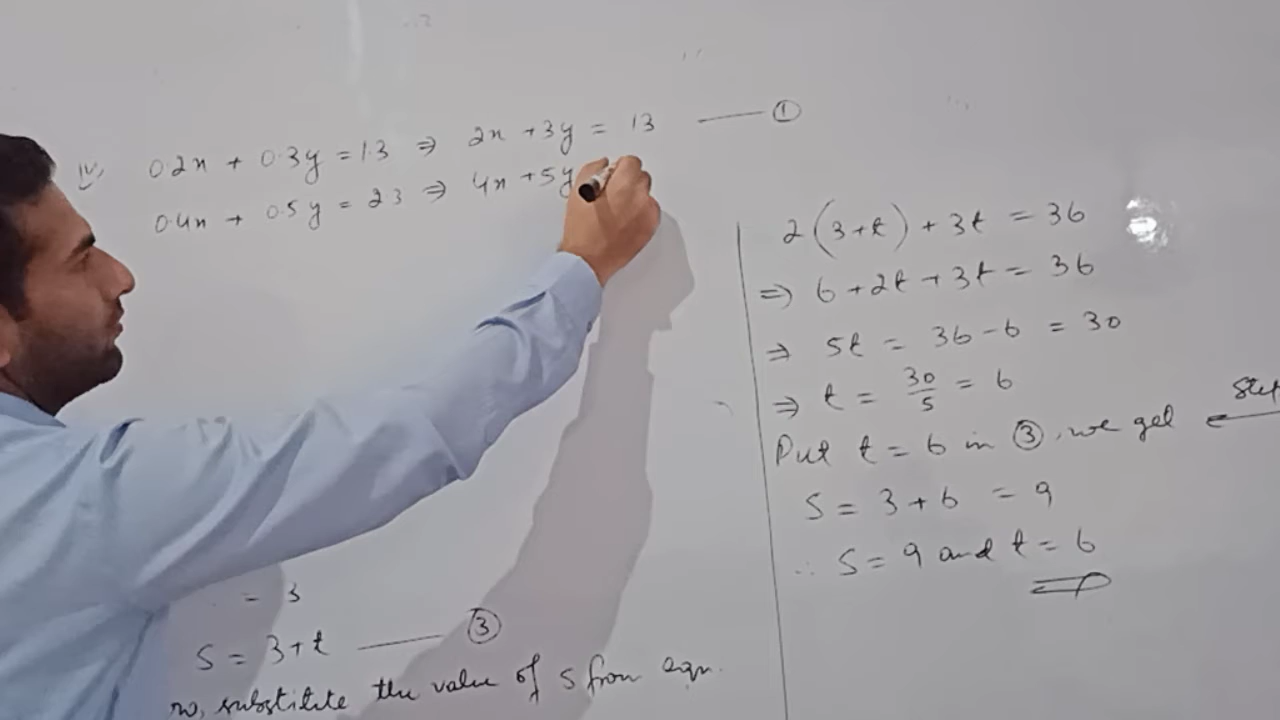 iv, 0.2x + 0.3y = 1.3 ⇒ 2x + 3y = 13 —— ①
0.4x + 0.5y = 23 ⇒ 4x + 5y
= 3
S = 3+t —— ③
substitute the value of S from eqn.
2(3+t) + 3t = 36
⇒ 6 + 2t + 3t = 36
⇒ 5t = 36 - 6 = 30
⇒ t = 30/5 = 6
Put t = 6 in ③, we get
S = 3 + 6 = 9
∴ S = 9 and t = 6